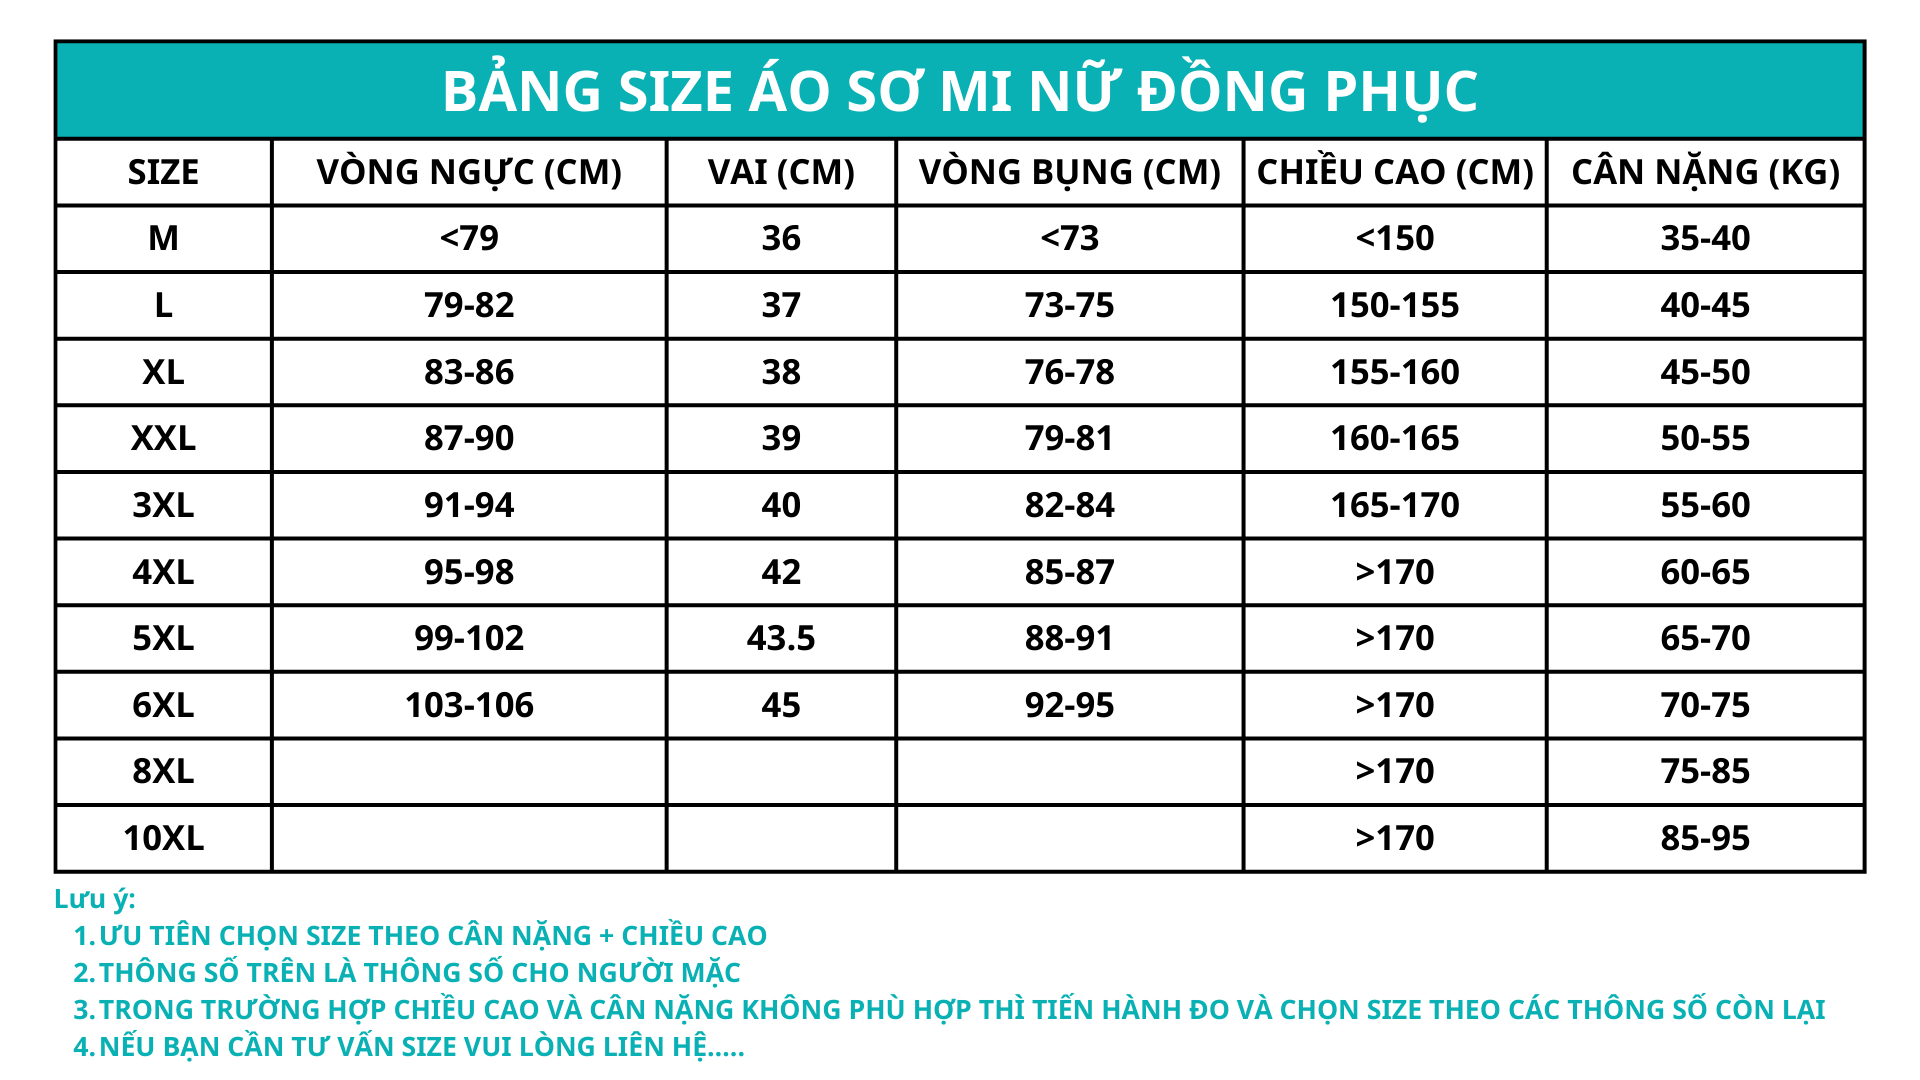 BẢNG SIZE ÁO SƠ MI NỮ ĐỒNG PHỤC
SIZE VÒNG NGỰC (CM) VAI (CM) VÒNG BỤNG (CM) CHIỀU CAO (CM) CÂN NẶNG (KG)
M <79 36 <73 <150 35-40
L 79-82 37 73-75 150-155 40-45
XL 83-86 38 76-78 155-160 45-50
XXL 87-90 39 79-81 160-165 50-55
3XL 91-94 40 82-84 165-170 55-60
4XL 95-98 42 85-87 >170 60-65
5XL 99-102 43.5 88-91 >170 65-70
6XL 103-106 45 92-95 >170 70-75
8XL >170 75-85
10XL >170 85-95
Lưu ý:
1. ƯU TIÊN CHỌN SIZE THEO CÂN NẶNG + CHIỀU CAO
2. THÔNG SỐ TRÊN LÀ THÔNG SỐ CHO NGƯỜI MẶC
3. TRONG TRƯỜNG HỢP CHIỀU CAO VÀ CÂN NẶNG KHÔNG PHÙ HỢP THÌ TIẾN HÀNH ĐO VÀ CHỌN SIZE THEO CÁC THÔNG SỐ CÒN LẠI
4. NẾU BẠN CẦN TƯ VẤN SIZE VUI LÒNG LIÊN HỆ.....